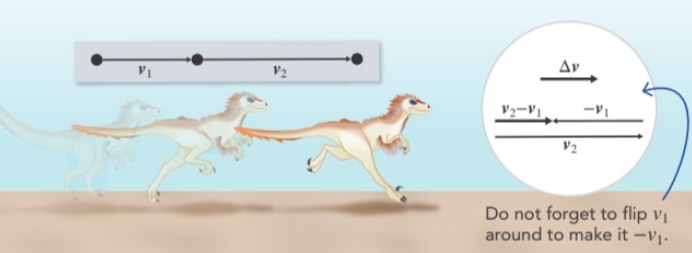 v₁
v₂
Δv
v₂−v₁ −v₁
v₂
Do not forget to flip v₁
around to make it −v₁.